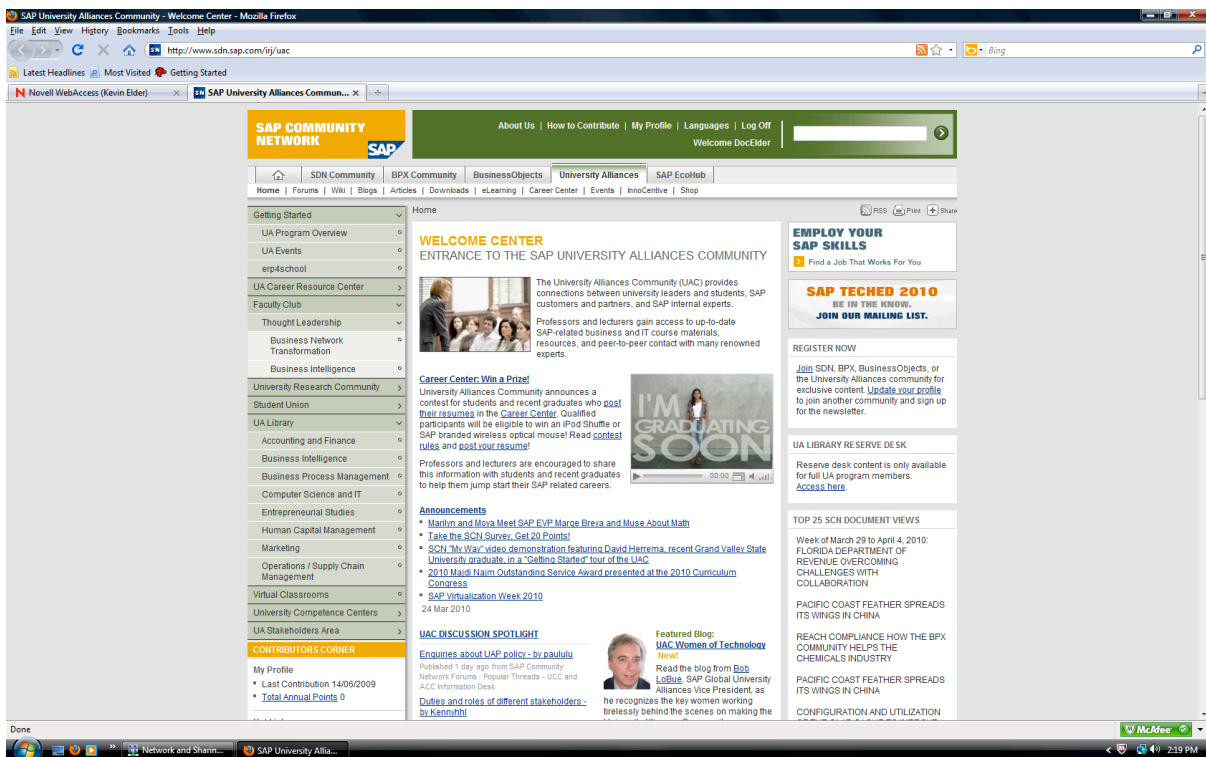 SAP University Alliances Community - Welcome Center - Mozilla Firefox
File Edit View History Bookmarks Tools Help
SN http://www.sdn.sap.com/irj/uac
Bing
Latest Headlines Most Visited Getting Started
Novell WebAccess (Kevin Elder)
SN SAP University Alliances Commun...
SAP COMMUNITY
NETWORK
SAP
About Us | How to Contribute | My Profile | Languages | Log Off
Welcome DocElder
SDN Community
BPX Community
BusinessObjects
University Alliances
SAP EcoHub
Home | Forums | Wiki | Blogs | Articles | Downloads | eLearning | Career Center | Events | InnoCentive | Shop
Getting Started
UA Program Overview
UA Events
erp4school
UA Career Resource Center
Faculty Club
Thought Leadership
Business Network
Transformation
Business Intelligence
University Research Community
Student Union
UA Library
Accounting and Finance
Business Intelligence
Business Process Management
Computer Science and IT
Entrepreneurial Studies
Human Capital Management
Marketing
Operations / Supply Chain
Management
Virtual Classrooms
University Competence Centers
UA Stakeholders Area
CONTRIBUTORS CORNER
My Profile
Last Contribution 14/06/2009
Total Annual Points 0
Home
RSS Print Share
WELCOME CENTER
ENTRANCE TO THE SAP UNIVERSITY ALLIANCES COMMUNITY
The University Alliances Community (UAC) provides
connections between university leaders and students, SAP
customers and partners, and SAP internal experts.
Professors and lecturers gain access to up-to-date
SAP-related business and IT course materials,
resources, and peer-to-peer contact with many renowned
experts.
Career Center: Win a Prize!
University Alliances Community announces a
contest for students and recent graduates who post
their resumes in the Career Center. Qualified
participants will be eligible to win an iPod Shuffle or
SAP branded wireless optical mouse! Read contest
rules and post your resume!
Professors and lecturers are encouraged to share
this information with students and recent graduates
to help them jump start their SAP related careers.
I'M
GRADUATING
SOON
00:00
Announcements
Marilyn and Moya Meet SAP EVP Marge Breya and Muse About Math
Take the SCN Survey, Get 20 Points!
SCN "My Way" video demonstration featuring David Herrema, recent Grand Valley State
University graduate, in a "Getting Started" tour of the UAC
2010 Majdi Najm Outstanding Service Award presented at the 2010 Curriculum
Congress
SAP Virtualization Week 2010
24 Mar 2010
UAC DISCUSSION SPOTLIGHT
Enquiries about UAP policy - by paululu
Published 1 day ago from SAP Community
Network Forums : Popular Threads - UCC and
ACC Information Desk
Duties and roles of different stakeholders -
by Kennyhhl
Featured Blog:
UAC Women of Technology
New!
Read the blog from Bob
LoBue, SAP Global University
Alliances Vice President, as
he recognizes the key women working
tirelessly behind the scenes on making the
EMPLOY YOUR
SAP SKILLS
Find a Job That Works For You
SAP TECHED 2010
BE IN THE KNOW.
JOIN OUR MAILING LIST.
REGISTER NOW
Join SDN, BPX, BusinessObjects, or
the University Alliances community for
exclusive content. Update your profile
to join another community and sign up
for the newsletter.
UA LIBRARY RESERVE DESK
Reserve desk content is only available
for full UA program members.
Access here.
TOP 25 SCN DOCUMENT VIEWS
Week of March 29 to April 4, 2010:
FLORIDA DEPARTMENT OF
REVENUE OVERCOMING
CHALLENGES WITH
COLLABORATION
PACIFIC COAST FEATHER SPREADS
ITS WINGS IN CHINA
REACH COMPLIANCE HOW THE BPX
COMMUNITY HELPS THE
CHEMICALS INDUSTRY
PACIFIC COAST FEATHER SPREADS
ITS WINGS IN CHINA
CONFIGURATION AND UTILIZATION
Done
McAfee
Network and Sharin...
SAP University Allia...
2:19 PM